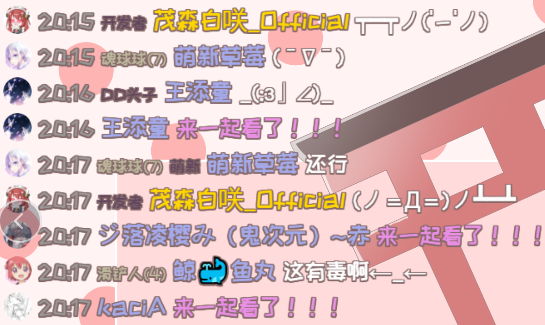 20:15 开发者 茂森白咲_Official ┬─┬ノ('-'ノ)
20:15 魂球球(7) 萌新草莓 (¯∇¯)
20:16 DD头子 王添童 _(:3」∠)_
20:16 王添童 来一起看了！！！
20:17 魂球球(7) 萌新 萌新草莓 还行
20:17 开发者 茂森白咲_Official (ノ=Д=)ノ┻━┻
20:17 ジ落凌樱み（鬼次元）~赤 来一起看了！！！
20:17 滑铲人(车) 鲸🐳鱼丸 这有毒啊←_←
20:17 kaciA 来一起看了！！！